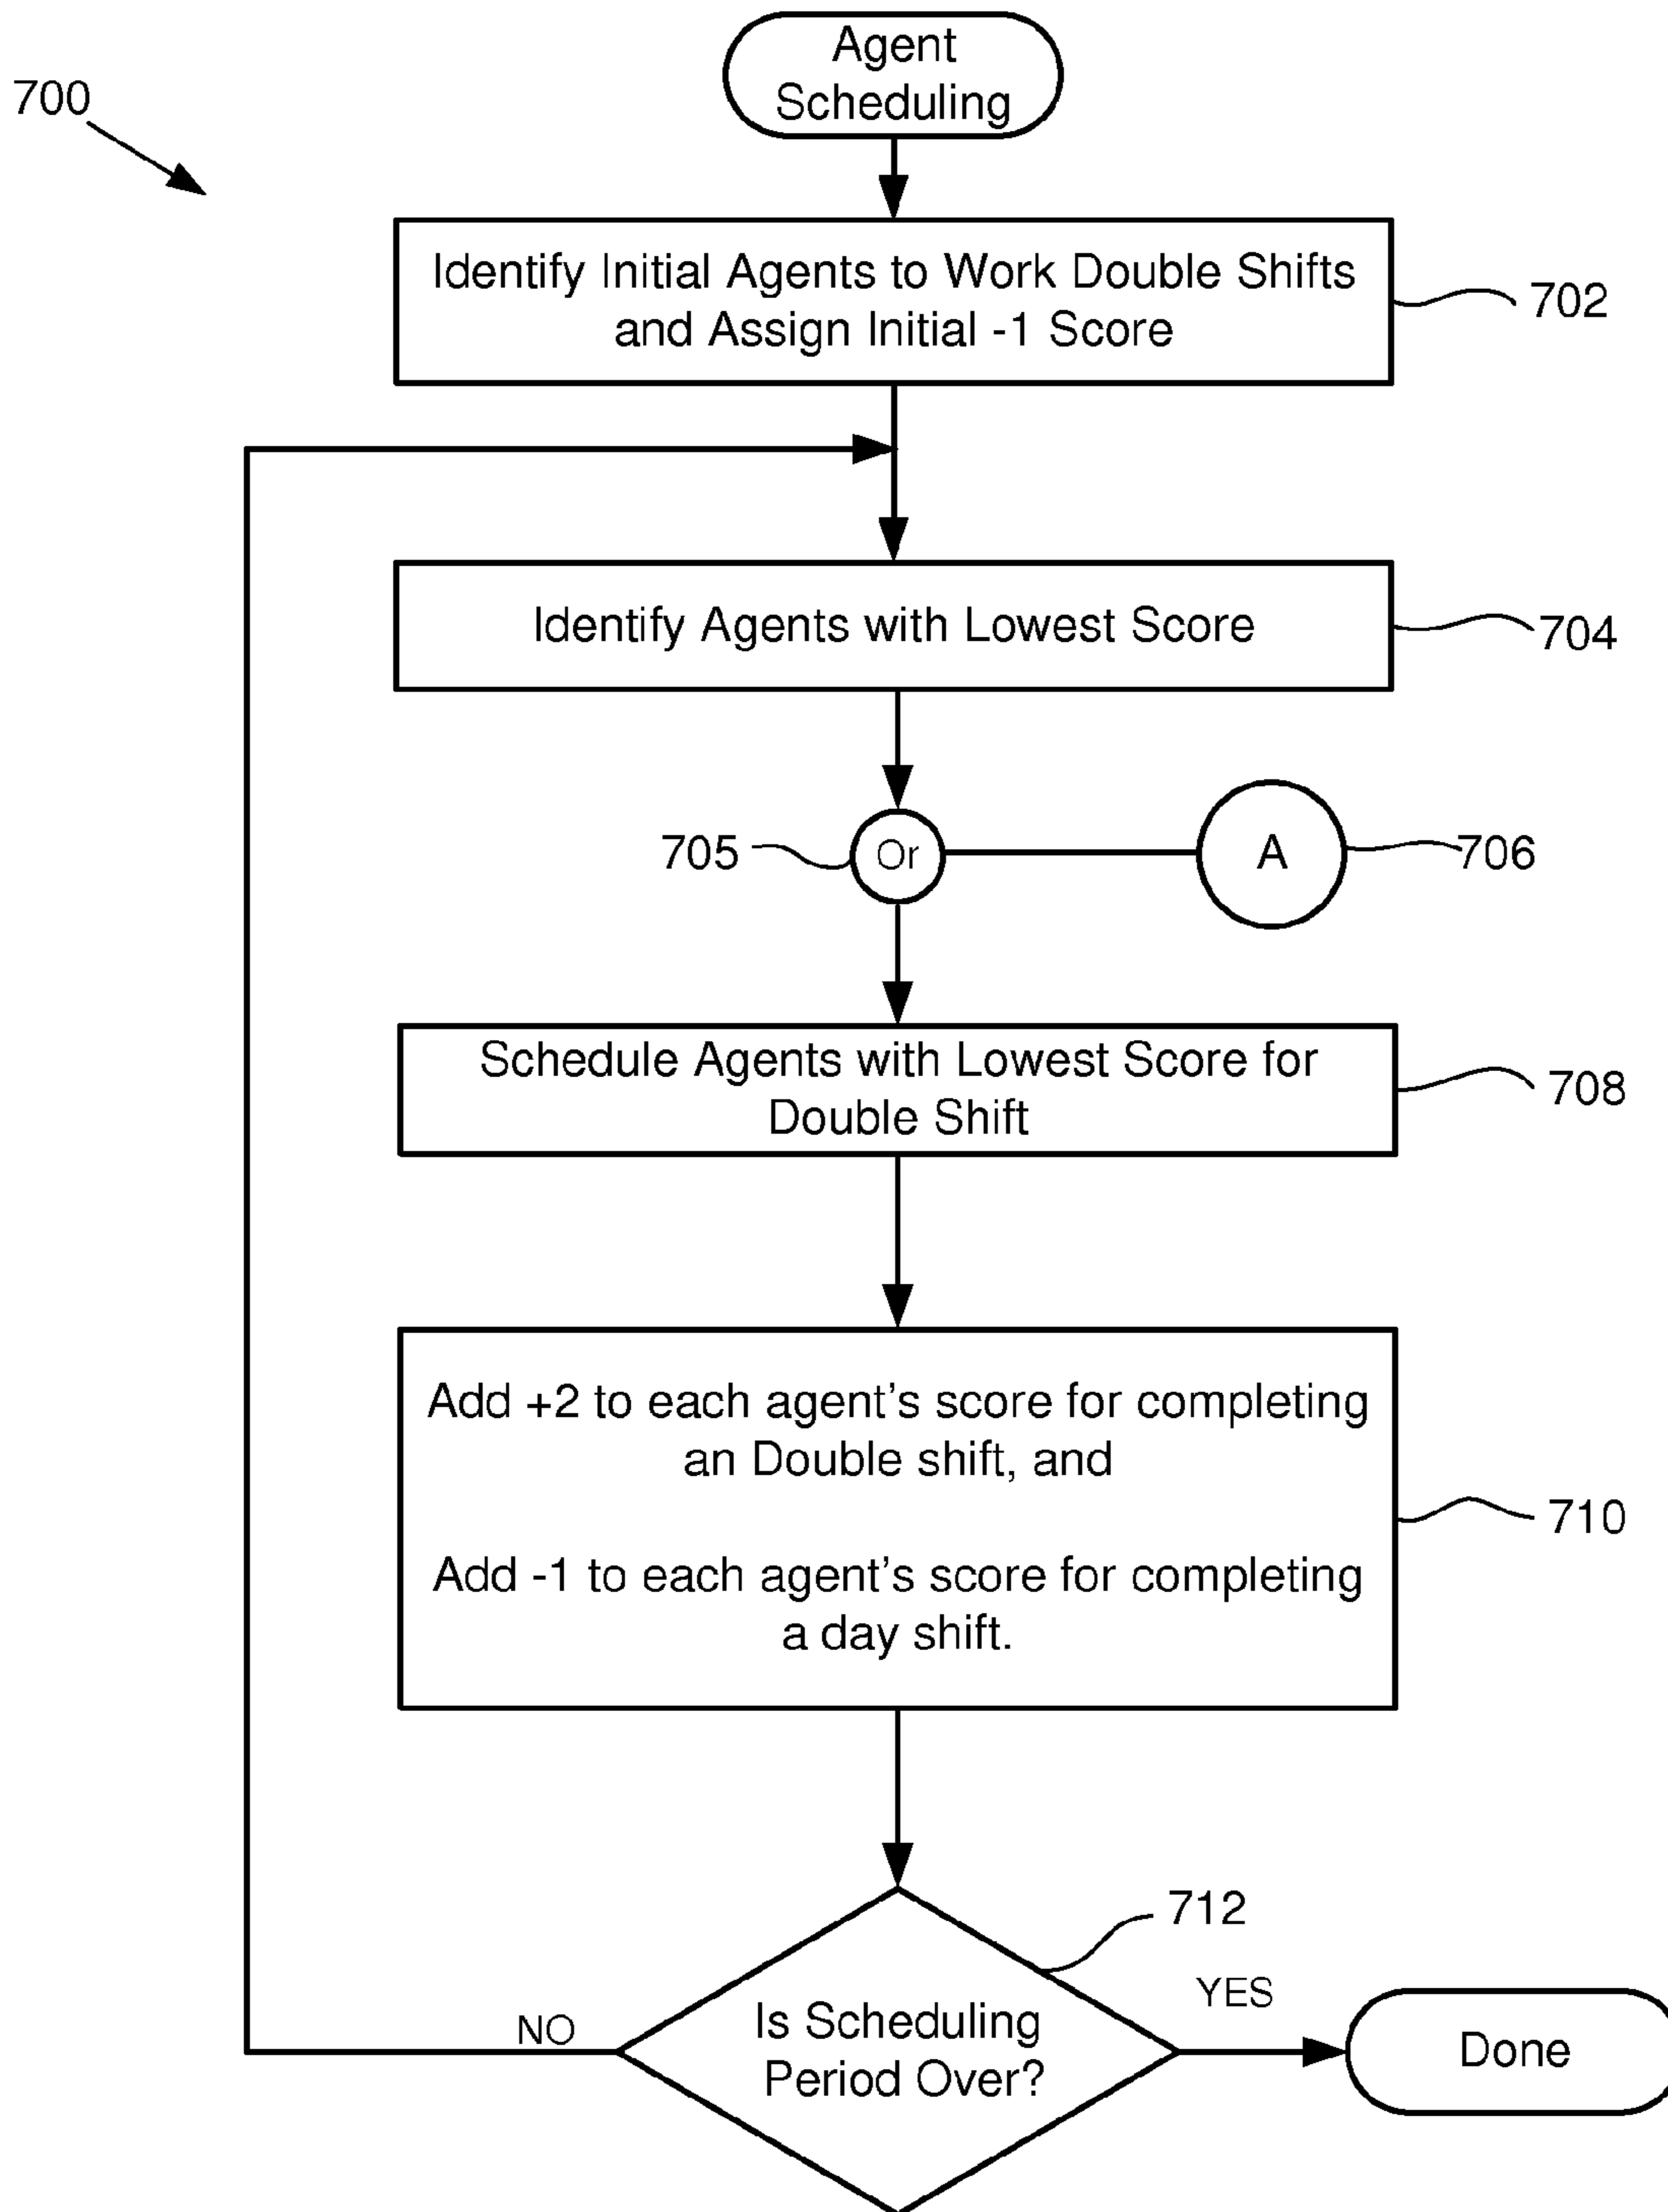 Agent
Scheduling
700
Identify Initial Agents to Work Double Shifts
and Assign Initial -1 Score
702
Identify Agents with Lowest Score
704
705
Or
A
706
Schedule Agents with Lowest Score for
Double Shift
708
Add +2 to each agent's score for completing
an Double shift, and
Add -1 to each agent's score for completing
a day shift.
710
712
Is Scheduling
Period Over?
NO
YES
Done